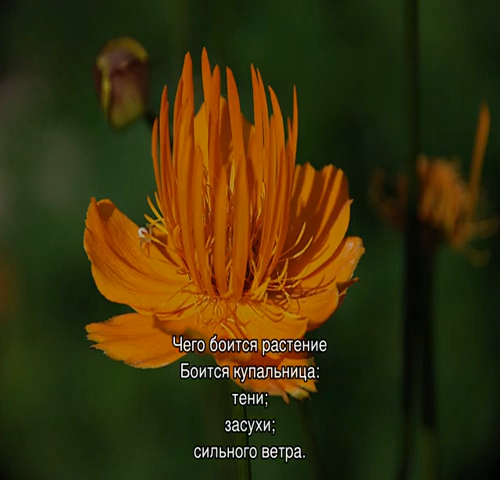 Чего боится растение
Боится купальница:
тени;
засухи;
сильного ветра.